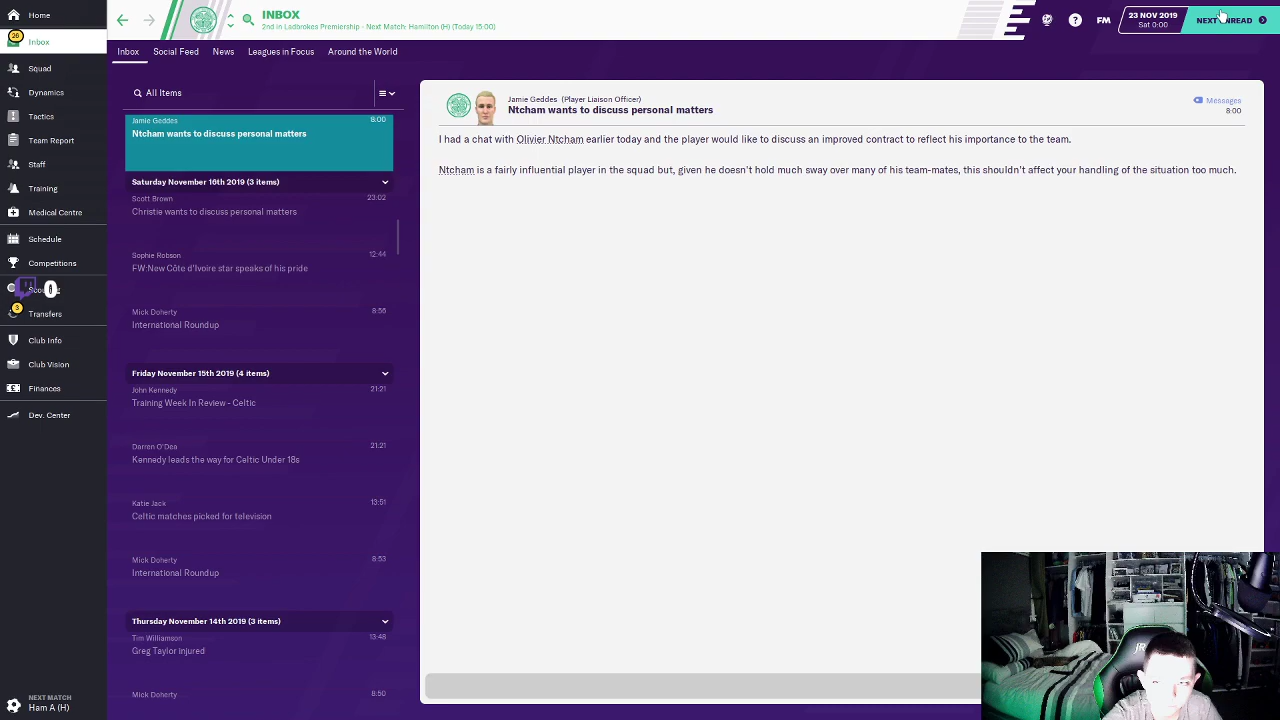 INBOX
2nd in Ladbrokes Premiership - Next Match: Hamilton (H) (Today 15:00)
?
FM
23 NOV 2019
Sat 0:00
NEXT UNREAD
26
Inbox
Squad
Dynamics
Tactics
Team Report
Staff
Training
Medical Centre
Schedule
Competitions
3
Transfers
Club Info
Club Vision
Finances
Dev. Center
NEXT MATCH
Ham A (H)
Inbox
Social Feed
News
Leagues in Focus
Around the World
All Items
Jamie Geddes 8:00
Ntcham wants to discuss personal matters
Saturday November 16th 2019 (3 items)
Scott Brown 23:02
Christie wants to discuss personal matters
Sophie Robson 12:44
FW:New Côte d'Ivoire star speaks of his pride
Mick Doherty 8:56
International Roundup
Friday November 15th 2019 (4 items)
John Kennedy 21:21
Training Week In Review - Celtic
Darren O'Dea 21:21
Kennedy leads the way for Celtic Under 18s
Katie Jack 13:51
Celtic matches picked for television
Mick Doherty 8:53
International Roundup
Thursday November 14th 2019 (3 items)
Tim Williamson 13:48
Greg Taylor injured
Mick Doherty 8:50
Jamie Geddes (Player Liaison Officer)
Ntcham wants to discuss personal matters
Messages
8:00
I had a chat with Olivier Ntcham earlier today and the player would like to discuss an improved contract to reflect his importance to the team.
Ntcham is a fairly influential player in the squad but, given he doesn't hold much sway over many of his team-mates, this shouldn't affect your handling of the situation too much.